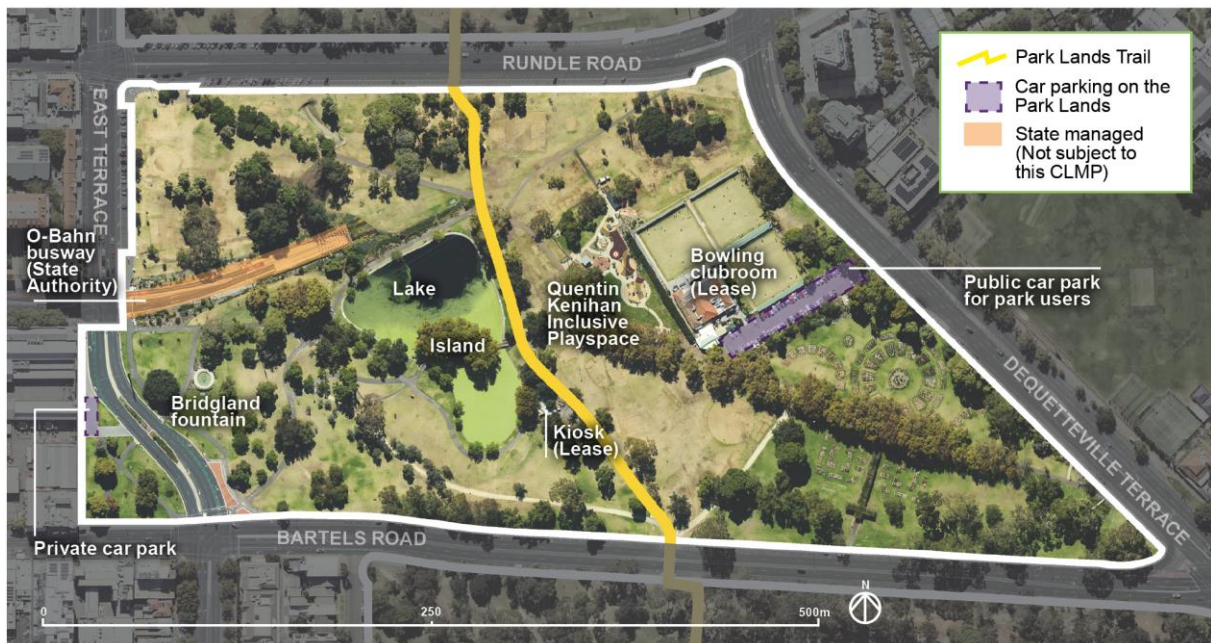 RUNDLE ROAD
Park Lands Trail
Car parking on the
Park Lands
State managed
(Not subject to
this CLMP)
EAST TERRACE
O-Bahn
busway
(State
Authority)
Lake
Island
Quentin
Kenihan
Inclusive
Playspace
Bowling
clubroom
(Lease)
Public car park
for park users
Bridgland
fountain
Kiosk
(Lease)
DEQUETTEVILLE TERRACE
Private car park
BARTELS ROAD
N
0
250
500m